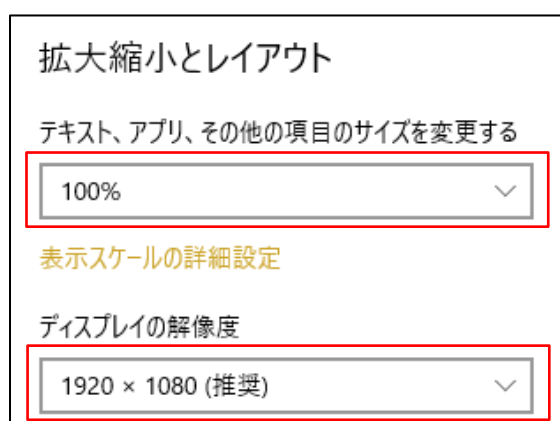 拡大縮小とレイアウト
テキスト、アプリ、その他の項目のサイズを変更する
100%
表示スケールの詳細設定
ディスプレイの解像度
1920 × 1080 (推奨)